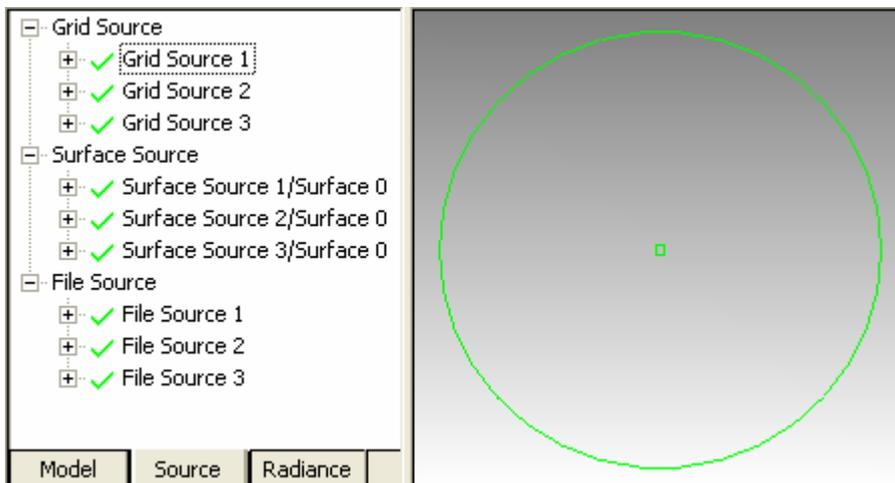 Grid Source
Grid Source 1
Grid Source 2
Grid Source 3
Surface Source
Surface Source 1/Surface 0
Surface Source 2/Surface 0
Surface Source 3/Surface 0
File Source
File Source 1
File Source 2
File Source 3
Model Source Radiance